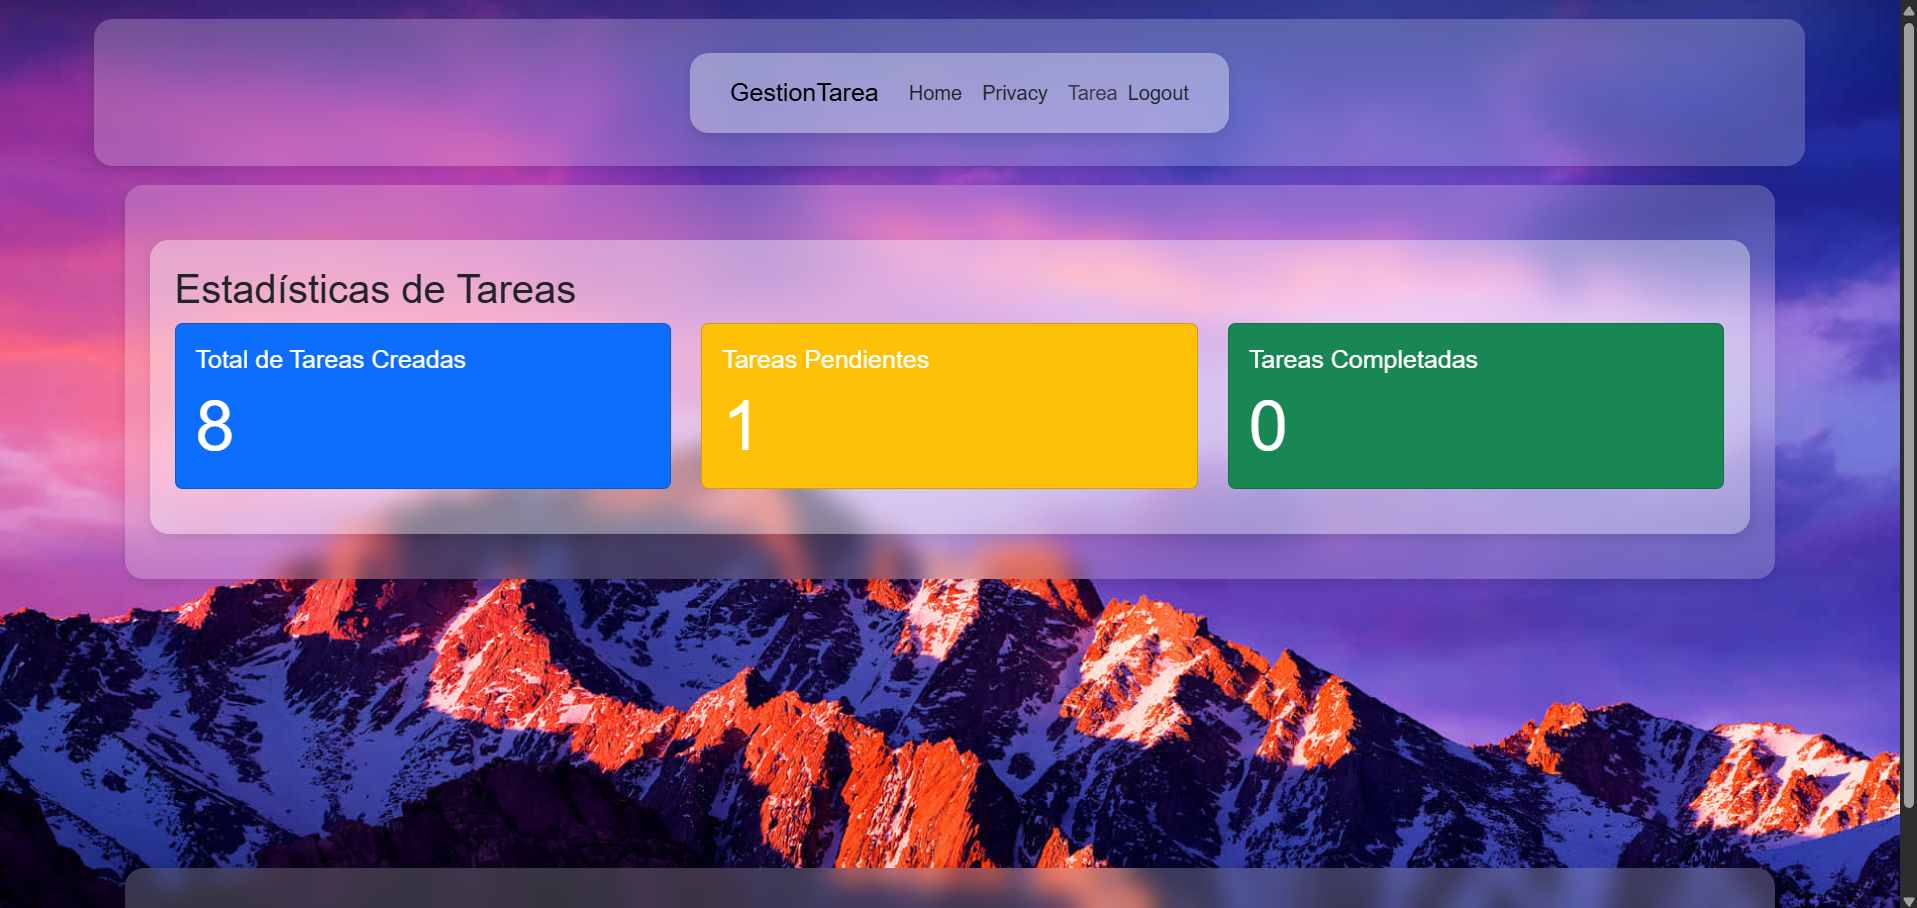 GestionTarea Home Privacy Tarea Logout
Estadísticas de Tareas
Total de Tareas Creadas
8
Tareas Pendientes
1
Tareas Completadas
0